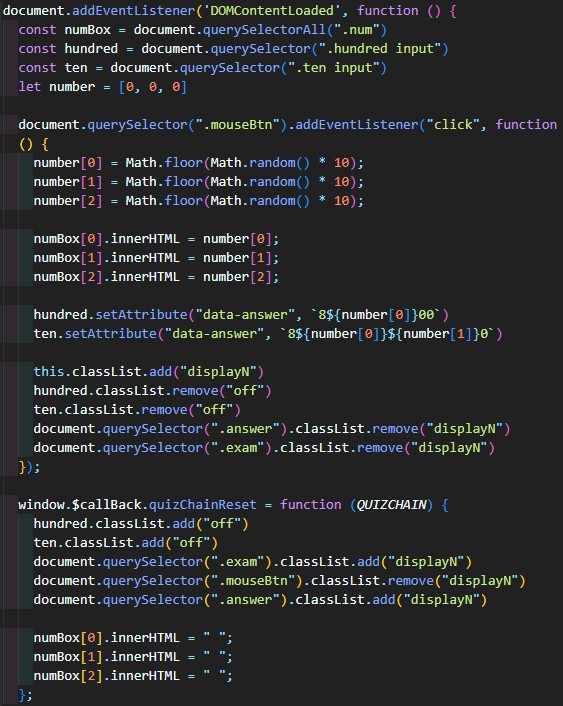 document.addEventListener('DOMContentLoaded', function () {
const numBox = document.querySelectorAll(".num")
const hundred = document.querySelector(".hundred input")
const ten = document.querySelector(".ten input")
let number = [0, 0, 0]
document.querySelector(".mouseBtn").addEventListener("click", function
() {
number[0] = Math.floor(Math.random() * 10);
number[1] = Math.floor(Math.random() * 10);
number[2] = Math.floor(Math.random() * 10);
numBox[0].innerHTML = number[0];
numBox[1].innerHTML = number[1];
numBox[2].innerHTML = number[2];
hundred.setAttribute("data-answer", `8${number[0]}00`)
ten.setAttribute("data-answer", `8${number[0]}${number[1]}0`)
this.classList.add("displayN")
hundred.classList.remove("off")
ten.classList.remove("off")
document.querySelector(".answer").classList.remove("displayN")
document.querySelector(".exam").classList.remove("displayN")
});
window.$callBack.quizChainReset = function (QUIZCHAIN) {
hundred.classList.add("off")
ten.classList.add("off")
document.querySelector(".exam").classList.add("displayN")
document.querySelector(".mouseBtn").classList.remove("displayN")
document.querySelector(".answer").classList.add("displayN")
numBox[0].innerHTML = " ";
numBox[1].innerHTML = " ";
numBox[2].innerHTML = " ";
};